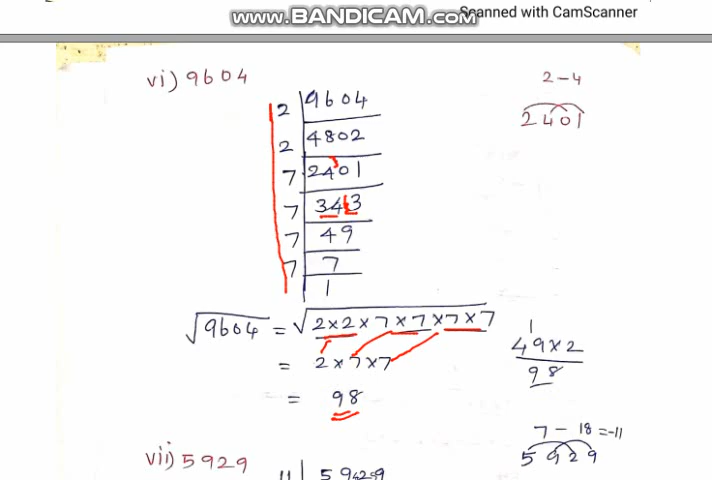 www.BANDICAM.com
Scanned with CamScanner
vi) 9604
2 | 9604
2 | 4802
7 | 2401
7 | 343
7 | 49
7 | 7
1
2-4
2401
√9604 = √2×2×7×7×7×7
= 2×7×7
= 98
1
49×2
98
vii) 5929
11 | 5929
7 - 18 = -11
5929